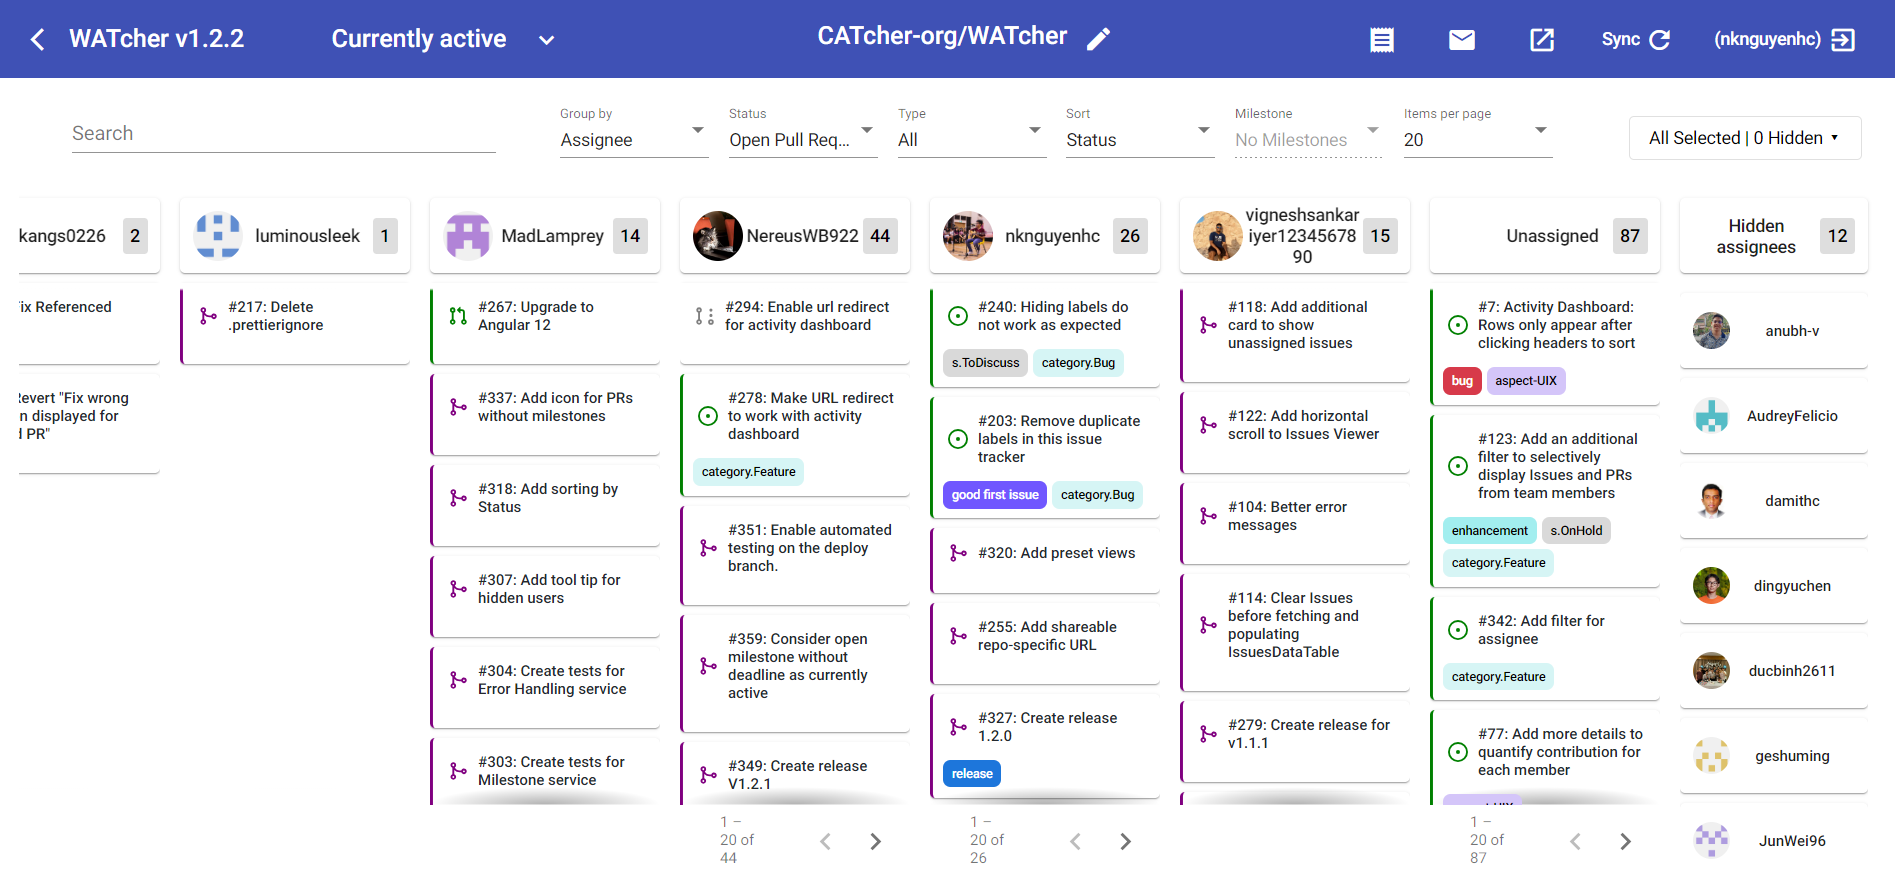 WATcher v1.2.2
Currently active
CATcher-org/WATcher
Sync
(nknguyenhc)
Search
Group by
Assignee
Status
Open Pull Req...
Type
All
Sort
Status
Milestone
No Milestones
Items per page
20
All Selected | 0 Hidden
kangs0226
2
ix Referenced
evert "Fix wrong
n displayed for
PR"
luminousleek
1
#217: Delete
.prettierignore
MadLamprey
14
#267: Upgrade to
Angular 12
#337: Add icon for PRs
without milestones
#318: Add sorting by
Status
#307: Add tool tip for
hidden users
#304: Create tests for
Error Handling service
#303: Create tests for
Milestone service
NereusWB922
44
#294: Enable url redirect
for activity dashboard
#278: Make URL redirect
to work with activity
dashboard
category.Feature
#351: Enable automated
testing on the deploy
branch.
#359: Consider open
milestone without
deadline as currently
active
#349: Create release
V1.2.1
1 –
20 of
44
nknguyenhc
26
#240: Hiding labels do
not work as expected
s.ToDiscuss
category.Bug
#203: Remove duplicate
labels in this issue
tracker
good first issue
category.Bug
#320: Add preset views
#255: Add shareable
repo-specific URL
#327: Create release
1.2.0
release
1 –
20 of
26
vigneshsankar
iyer12345678
90
15
#118: Add additional
card to show
unassigned issues
#122: Add horizontal
scroll to Issues Viewer
#104: Better error
messages
#114: Clear Issues
before fetching and
populating
IssuesDataTable
#279: Create release for
v1.1.1
Unassigned
87
#7: Activity Dashboard:
Rows only appear after
clicking headers to sort
bug
aspect-UIX
#123: Add an additional
filter to selectively
display Issues and PRs
from team members
enhancement
s.OnHold
category.Feature
#342: Add filter for
assignee
category.Feature
#77: Add more details to
quantify contribution for
each member
1 –
20 of
87
Hidden
assignees
12
anubh-v
AudreyFelicio
damithc
dingyuchen
ducbinh2611
geshuming
JunWei96